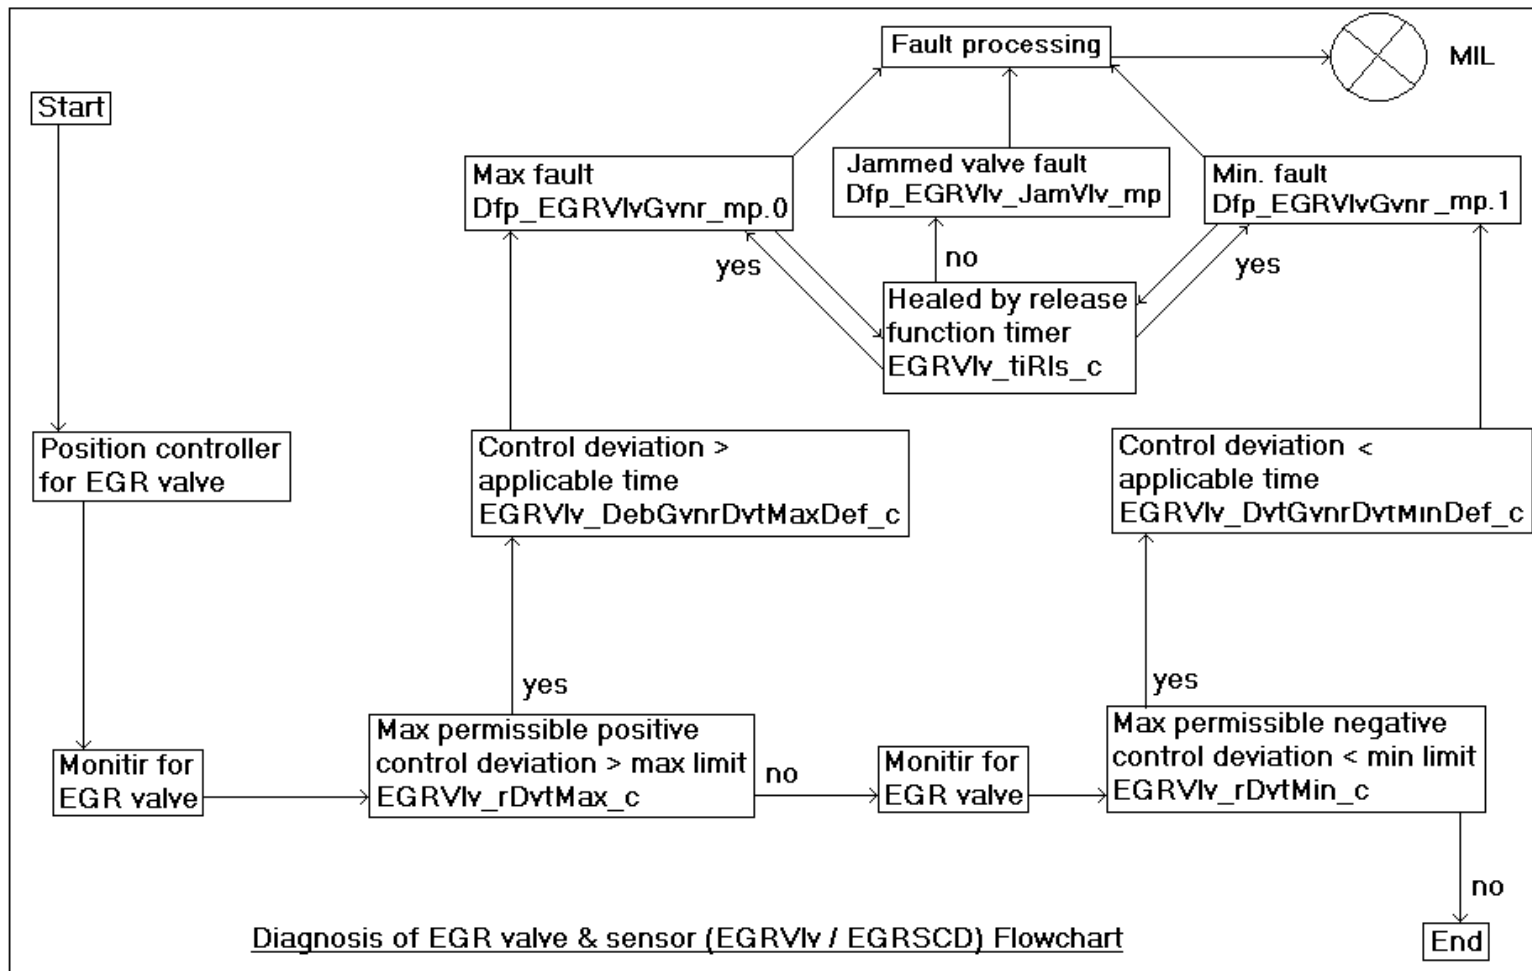 Fault processing
MIL
Start
Max fault
Dfp_EGRVlvGvnr_mp.0
Jammed valve fault
Dfp_EGRVlv_JamVlv_mp
Min. fault
Dfp_EGRVlvGvnr_mp.1
yes
no
yes
Healed by release
function timer
EGRVlv_tiRls_c
Position controller
for EGR valve
Control deviation >
applicable time
EGRVlv_DebGvnrDvtMaxDef_c
Control deviation <
applicable time
EGRVlv_DvtGvnrDvtMinDef_c
yes
yes
Monitir for
EGR valve
Max permissible positive
control deviation > max limit
EGRVlv_rDvtMax_c
no
Monitir for
EGR valve
Max permissible negative
control deviation < min limit
EGRVlv_rDvtMin_c
no
End
Diagnosis of EGR valve & sensor (EGRVlv / EGRSCD) Flowchart